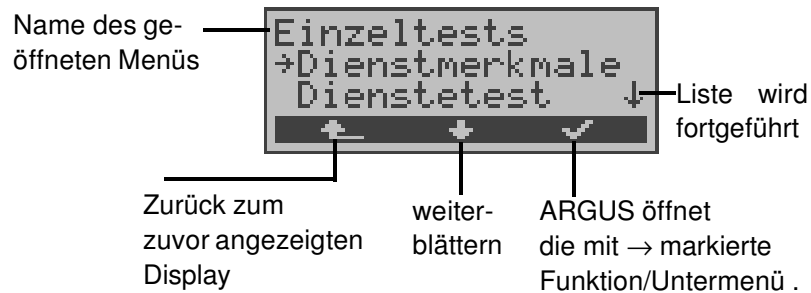 Name des ge-
öffneten Menüs
Einzeltests
→Dienstmerkmale
Dienstetest ↓
Liste wird
fortgeführt
Zurück zum
zuvor angezeigten
Display
weiter-
blättern
ARGUS öffnet
die mit → markierte
Funktion/Untermenü .